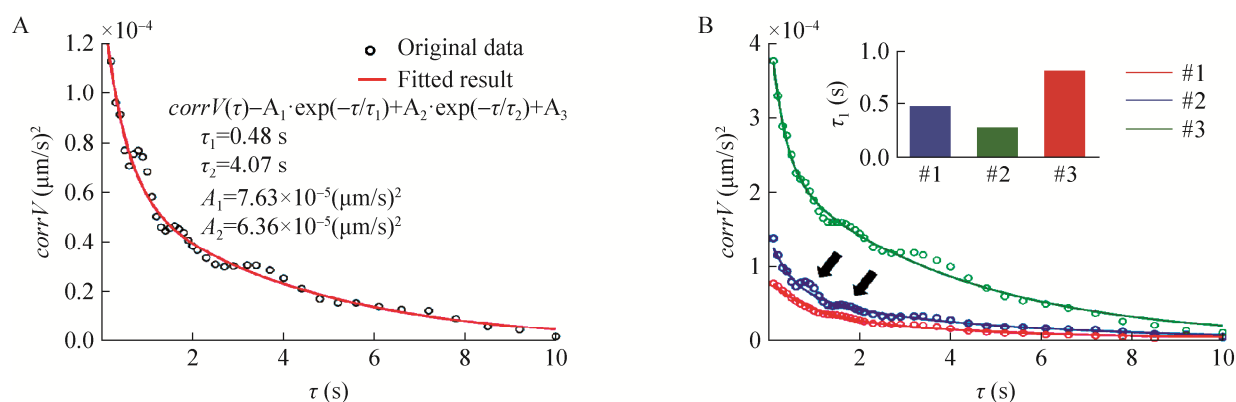 A
×10⁻⁴
1.2
1.0
0.8
0.6
0.4
0.2
0
corrV (μm/s)²
Original data
Fitted result
corrV(τ)−A₁·exp(−τ/τ₁)+A₂·exp(−τ/τ₂)+A₃
τ₁=0.48 s
τ₂=4.07 s
A₁=7.63×10⁻⁵(μm/s)²
A₂=6.36×10⁻⁵(μm/s)²
2 4 6 8 10
τ (s)
B
×10⁻⁴
4
3
2
1
0
corrV (μm/s)²
1.0
0.5
0.0
τ₁ (s)
#1 #2 #3
#1
#2
#3
0 2 4 6 8 10
τ (s)